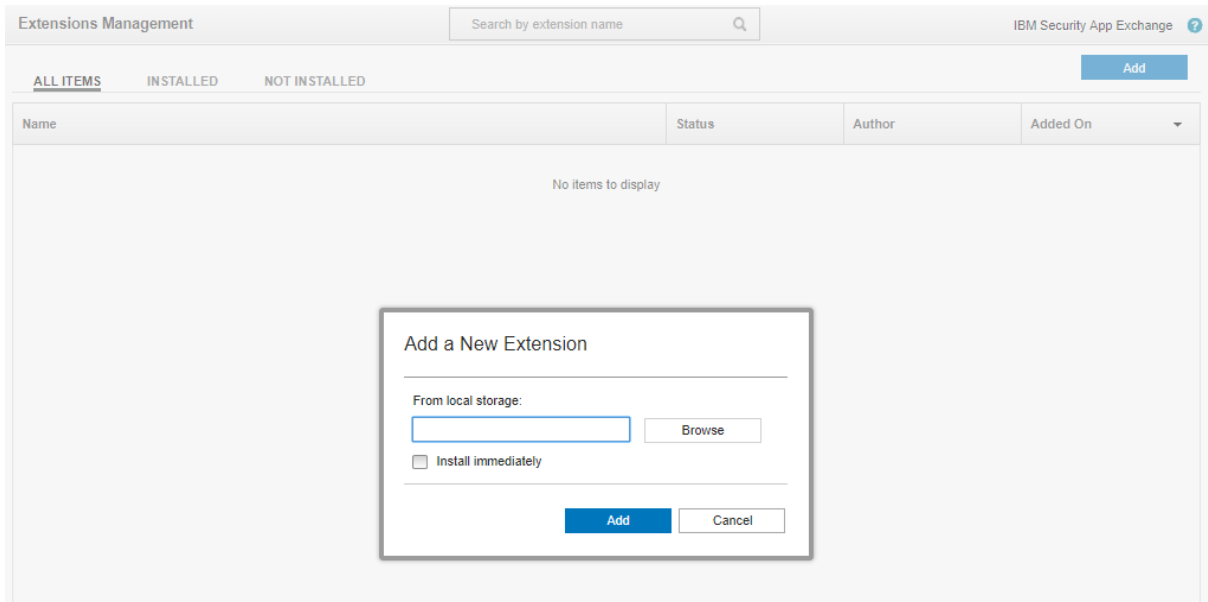 Extensions Management
Search by extension name
IBM Security App Exchange ?
Add
ALL ITEMS INSTALLED NOT INSTALLED
Name Status Author Added On
No items to display
Add a New Extension
From local storage:
Browse
Install immediately
Add Cancel